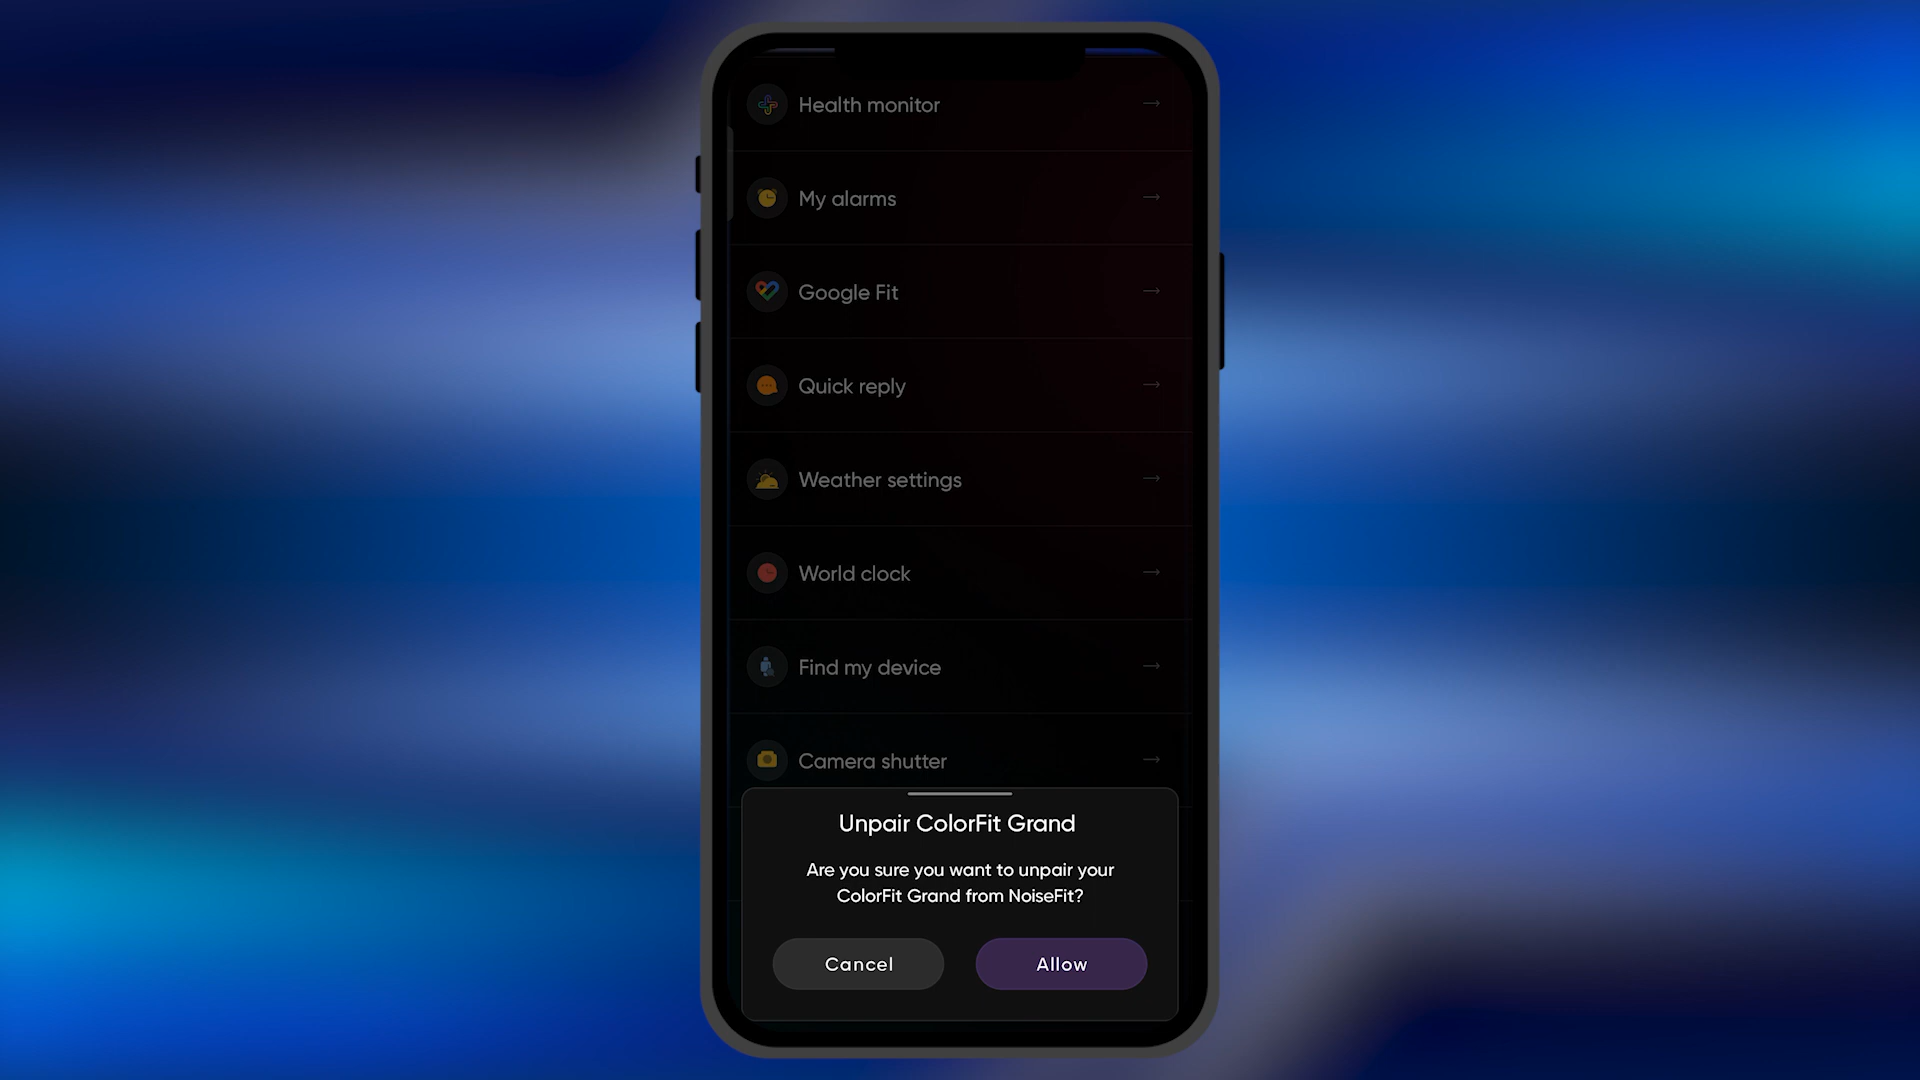 Health monitor
My alarms
Google Fit
Quick reply
Weather settings
World clock
Find my device
Camera shutter
Unpair ColorFit Grand
Are you sure you want to unpair your
ColorFit Grand from NoiseFit?
Cancel
Allow